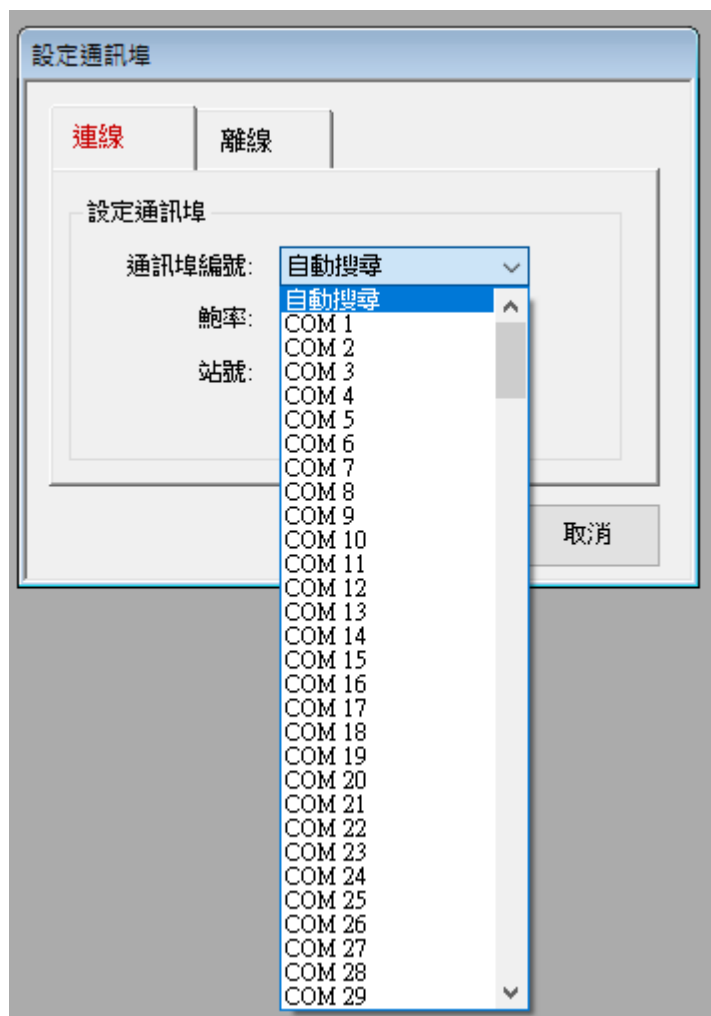 設定通訊埠
連線
離線
設定通訊埠
通訊埠編號:
自動搜尋
鮑率:
站號:
自動搜尋
COM 1
COM 2
COM 3
COM 4
COM 5
COM 6
COM 7
COM 8
COM 9
COM 10
COM 11
COM 12
COM 13
COM 14
COM 15
COM 16
COM 17
COM 18
COM 19
COM 20
COM 21
COM 22
COM 23
COM 24
COM 25
COM 26
COM 27
COM 28
COM 29
取消